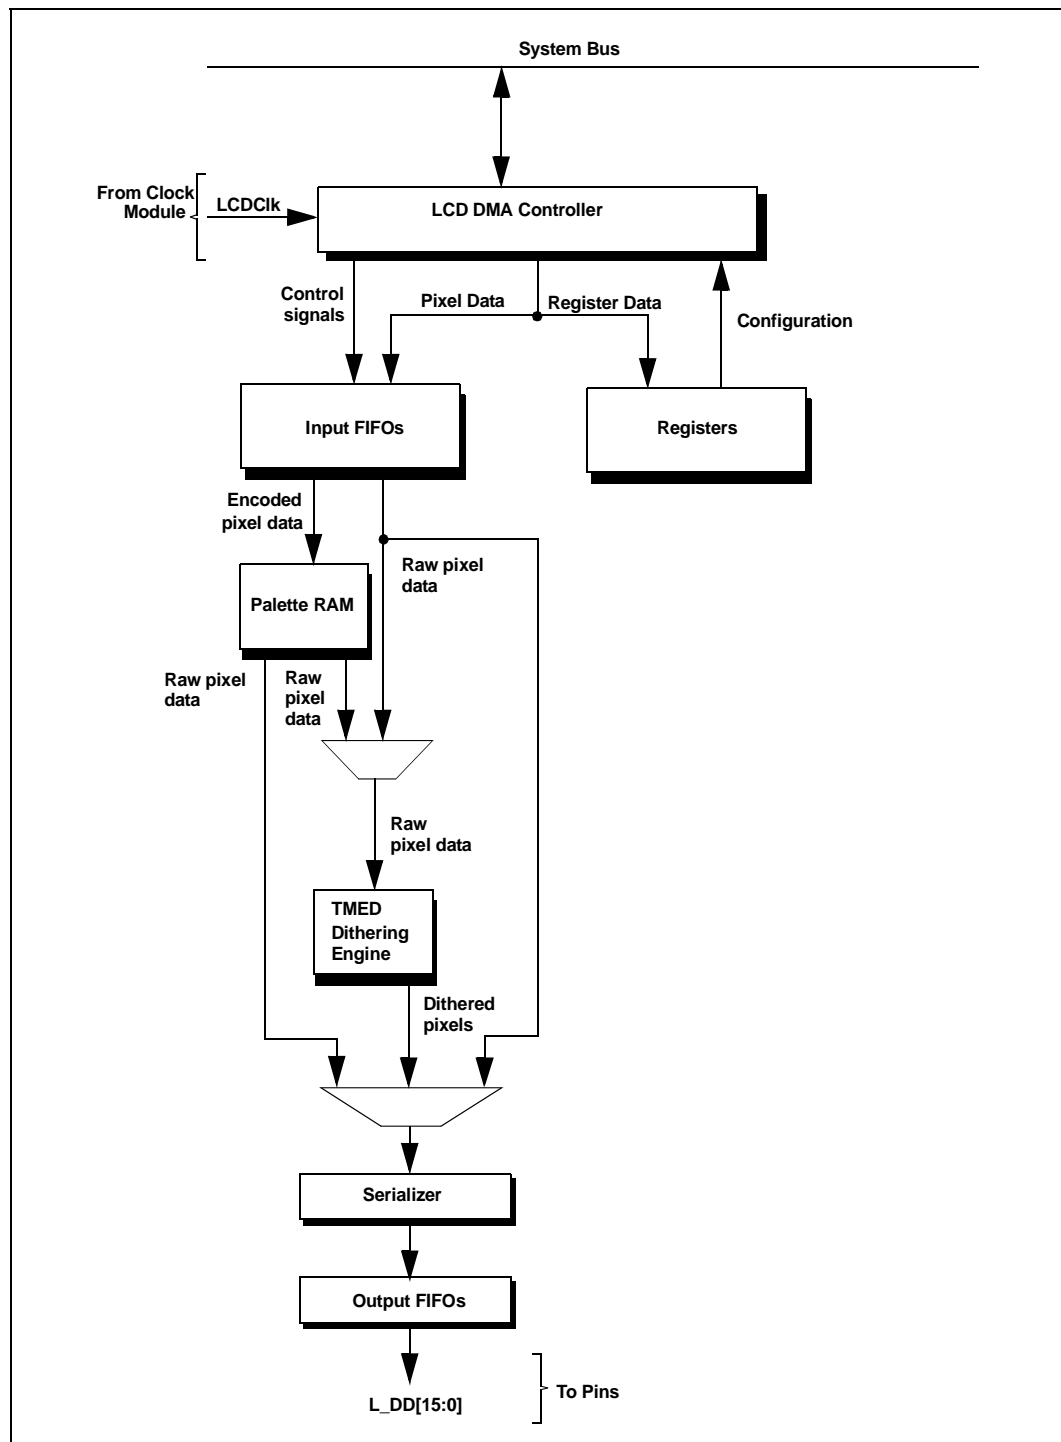 System Bus
From Clock
Module
LCDClk
LCD DMA Controller
Control
signals
Pixel Data
Register Data
Configuration
Input FIFOs
Registers
Encoded
pixel data
Raw pixel
data
Palette RAM
Raw pixel
data
Raw
pixel
data
Raw
pixel data
TMED
Dithering
Engine
Dithered
pixels
Serializer
Output FIFOs
L_DD[15:0]
To Pins